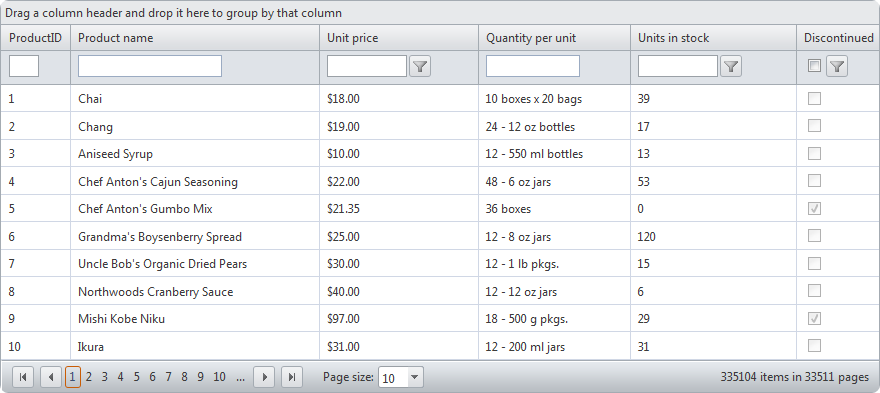 Drag a column header and drop it here to group by that column
ProductID Product name Unit price Quantity per unit Units in stock Discontinued
1 Chai $18.00 10 boxes x 20 bags 39
2 Chang $19.00 24 - 12 oz bottles 17
3 Aniseed Syrup $10.00 12 - 550 ml bottles 13
4 Chef Anton's Cajun Seasoning $22.00 48 - 6 oz jars 53
5 Chef Anton's Gumbo Mix $21.35 36 boxes 0
6 Grandma's Boysenberry Spread $25.00 12 - 8 oz jars 120
7 Uncle Bob's Organic Dried Pears $30.00 12 - 1 lb pkgs. 15
8 Northwoods Cranberry Sauce $40.00 12 - 12 oz jars 6
9 Mishi Kobe Niku $97.00 18 - 500 g pkgs. 29
10 Ikura $31.00 12 - 200 ml jars 31
1 2 3 4 5 6 7 8 9 10 ... Page size: 10 335104 items in 33511 pages